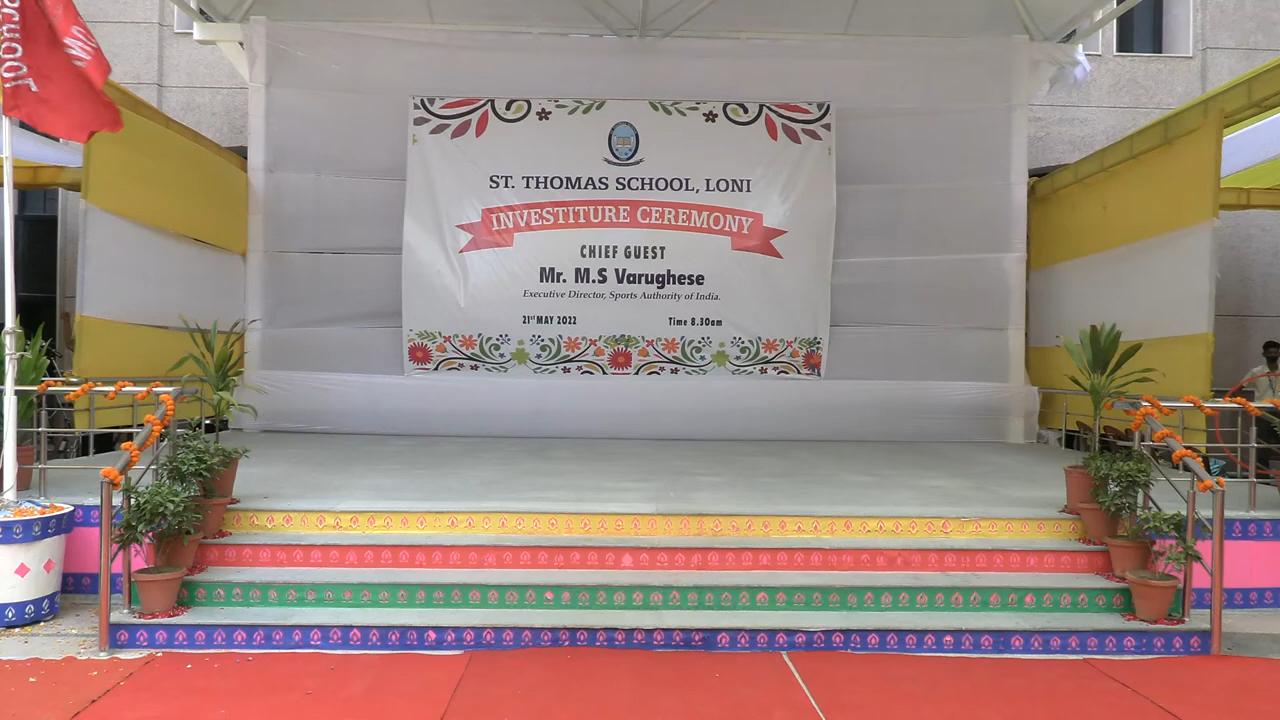 SCHOOL
ST. THOMAS SCHOOL, LONI
INVESTITURE CEREMONY
CHIEF GUEST
Mr. M.S Varughese
Executive Director, Sports Authority of India.
21st MAY 2022 Time 8.30am